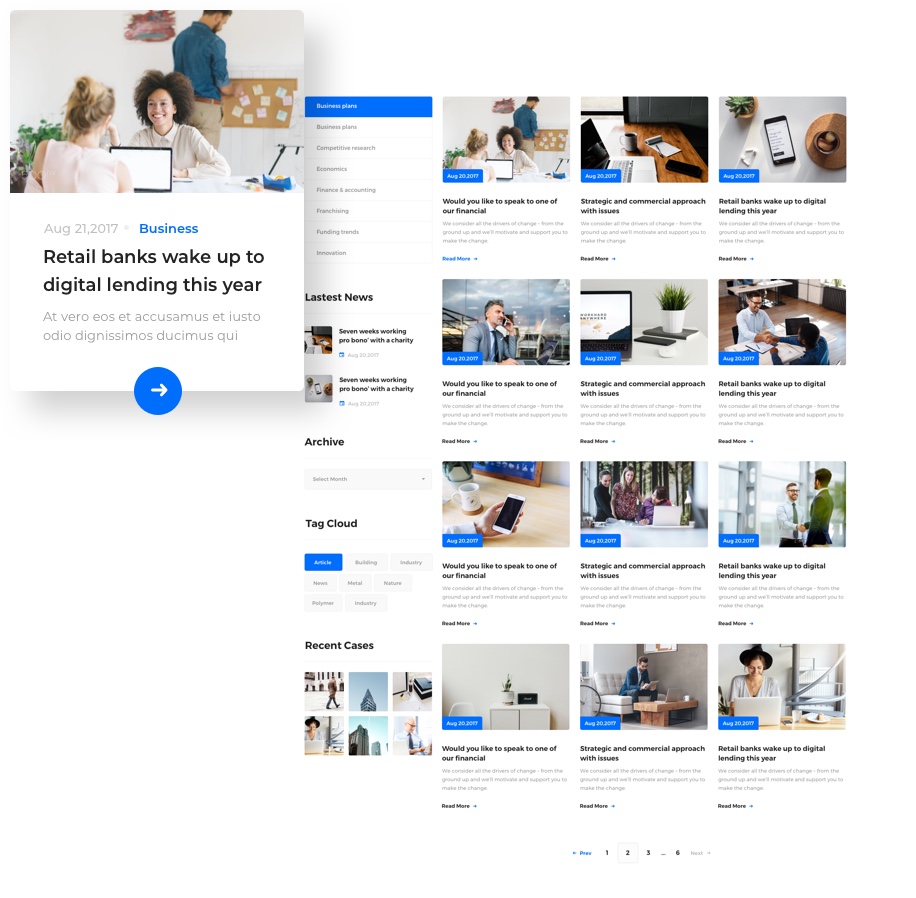 Aug 21,2017
Business
Retail banks wake up to
digital lending this year
At vero eos et accusamus et iusto
odio dignissimos ducimus qui
Business plans
Business plans
Competitive research
Economics
Finance & accounting
Franchising
Funding trends
Innovation
Lastest News
Seven weeks working
pro bono' with a charity
Aug 20,2017
Seven weeks working
pro bono' with a charity
Aug 20,2017
Archive
Select Month
Tag Cloud
Article
Building
Industry
News
Metal
Nature
Polymer
Industry
Recent Cases
Aug 20,2017
Would you like to speak to one of
our financial
We consider all the drivers of change – from the
ground up and we'll motivate and support you to
make the change.
Read More
Aug 20,2017
Strategic and commercial approach
with issues
We consider all the drivers of change – from the
ground up and we'll motivate and support you to
make the change.
Read More
Aug 20,2017
Retail banks wake up to digital
lending this year
We consider all the drivers of change – from the
ground up and we'll motivate and support you to
make the change.
Read More
Aug 20,2017
Would you like to speak to one of
our financial
We consider all the drivers of change – from the
ground up and we'll motivate and support you to
make the change.
Read More
WORKHARD
ANYWHERE
Aug 20,2017
Strategic and commercial approach
with issues
We consider all the drivers of change – from the
ground up and we'll motivate and support you to
make the change.
Read More
Aug 20,2017
Retail banks wake up to digital
lending this year
We consider all the drivers of change – from the
ground up and we'll motivate and support you to
make the change.
Read More
Aug 20,2017
Would you like to speak to one of
our financial
We consider all the drivers of change – from the
ground up and we'll motivate and support you to
make the change.
Read More
Aug 20,2017
Strategic and commercial approach
with issues
We consider all the drivers of change – from the
ground up and we'll motivate and support you to
make the change.
Read More
Aug 20,2017
Retail banks wake up to digital
lending this year
We consider all the drivers of change – from the
ground up and we'll motivate and support you to
make the change.
Read More
Aug 20,2017
Would you like to speak to one of
our financial
We consider all the drivers of change – from the
ground up and we'll motivate and support you to
make the change.
Read More
Aug 20,2017
Strategic and commercial approach
with issues
We consider all the drivers of change – from the
ground up and we'll motivate and support you to
make the change.
Read More
Aug 20,2017
Retail banks wake up to digital
lending this year
We consider all the drivers of change – from the
ground up and we'll motivate and support you to
make the change.
Read More
Prev 1 2 3 ... 6 Next